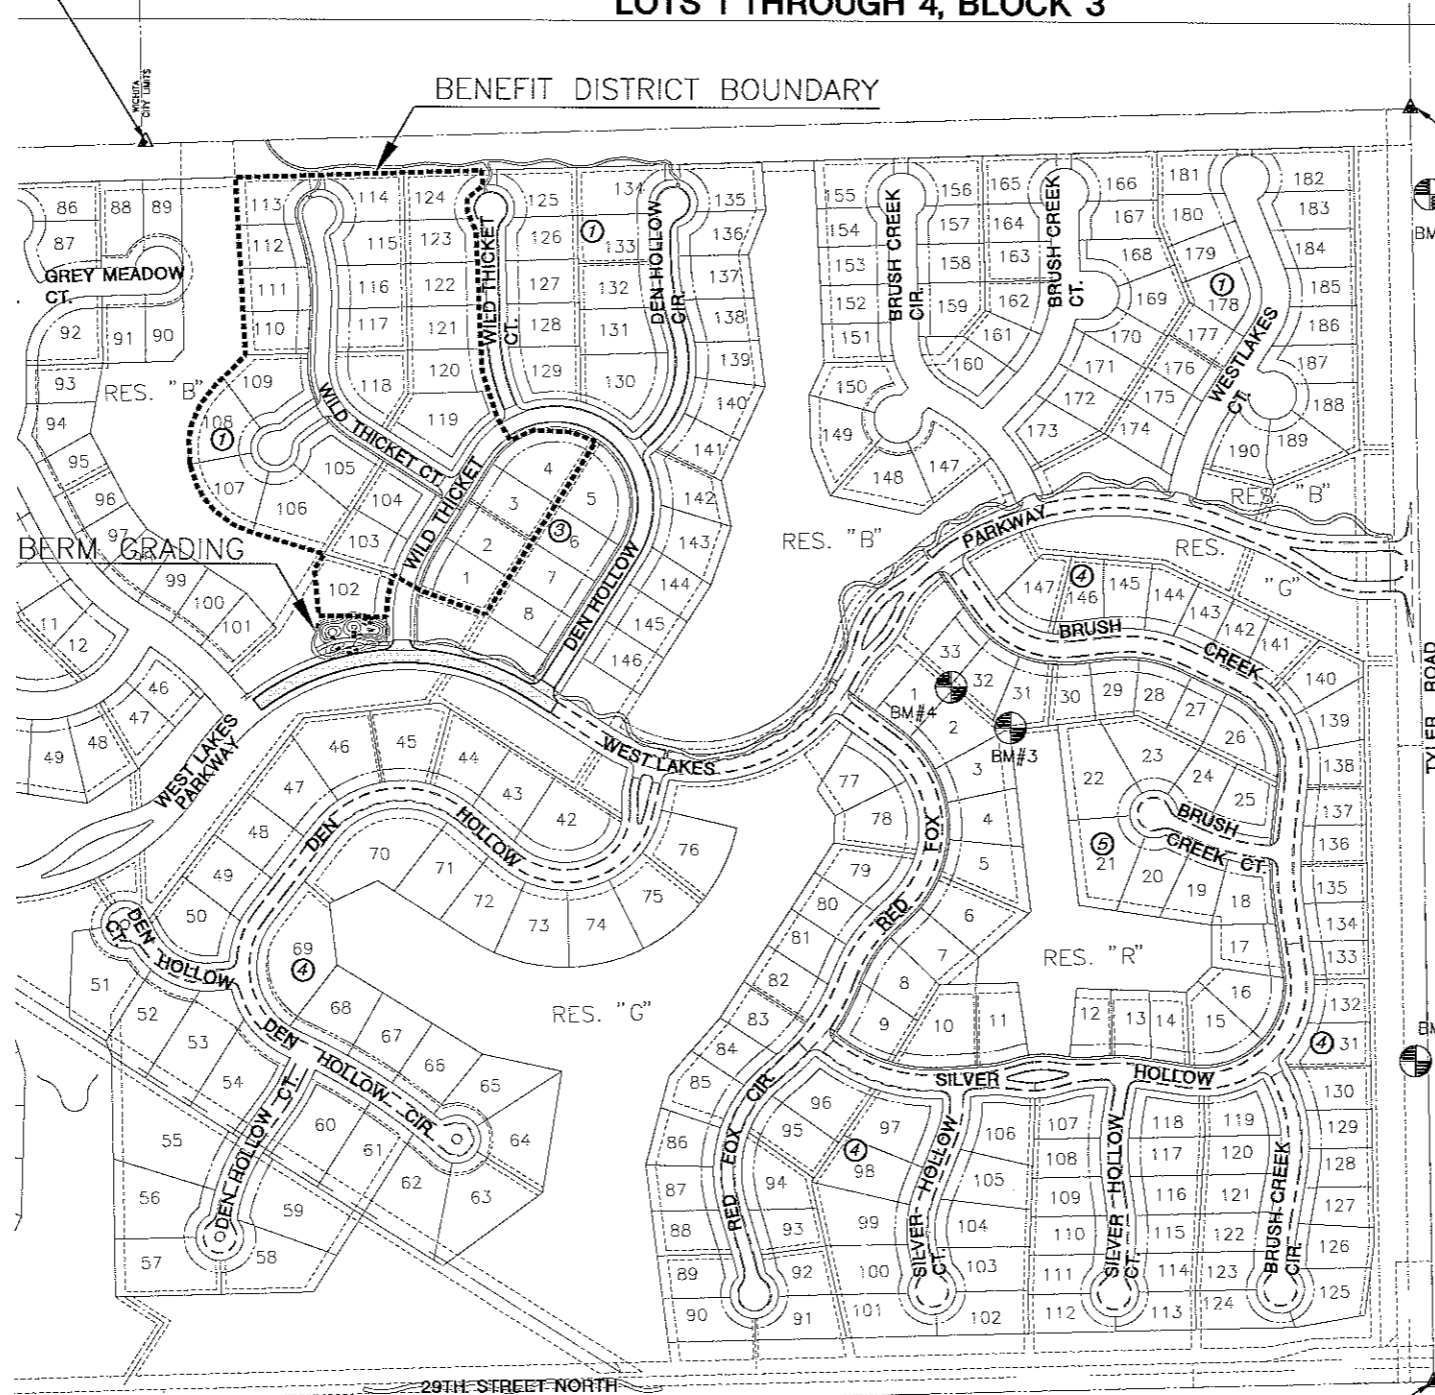 LOTS 1 THROUGH 4, BLOCK 3
WICHITA
CITY LIMITS
BENEFIT DISTRICT BOUNDARY
86 88 89
87
GREY MEADOW
CT.
92 91 90
93
RES. "B"
94
95
96
97
99
100
101
11
12
BERM GRADING
113 114 124 125 134 135
112 115 123 126 1 133 136
111 116 122 127 132 137
110 117 121 128 131 138
109 118 120 129 130 139
108 119 140
1
107 105 141
106 104 142
103 143
102 144
145
146
WILD THICKET CT.
WILD THICKET
WILD THICKET
CT.
DEN HOLLOW
CIR.
4
3 5
3
2 6
1 7
8
DEN HOLLOW
155 156 165 166 181 182
154 157 164 167 180 183
153 158 163 168 179 184
152 159 162 169 178 185
1
151 161 170 177 186
150 160 171 176 187
149 172 175 188
148 147 173 174 190 189
BRUSH CREEK
CIR.
BRUSH CREEK
CT.
WESTLAKES
CT.
BM
RES. "B"
RES. "B"
PARKWAY
RES.
"G"
147 4 146 145 144 143 142 141
140
139
138
137
136
135
134
133
132
4 31
130
129
128
127
126
125
BRUSH
CREEK
33
32
31 30 29 28 27
26
1
2
BM#4
BM#3
3
4
5
6
7
8
9
10 11
23
22 24
25
5
21 20 19 18
17
16
12 13 14 15
BRUSH
CREEK CT.
RES. "R"
TYLER ROAD
BM
46
47
48
49
WEST LAKES
PARKWAY
WEST LAKES
46 45 44
47 43
48 42
49
50
DEN
HOLLOW
70 71 72 73 74 75 76
DEN
CT.
HOLLOW
51
52
53
54
55
56
57
58
59
60
61
62
63
64
65
66
67
68
69
4
DEN
HOLLOW
CIR.
DEN HOLLOW
CT.
RES. "G"
77
78
79
80
81
82
83
84
85
86
87
88
89
90
RED
FOX
RED FOX CIR.
SILVER HOLLOW
96
95 97
4
98
94
93 99
92 100
91 101
SILVER HOLLOW
CT.
106
105
104
103
102
107 118 119
108 117 120
109 116 121
110 115 122
111 114 123
112 113 124
SILVER HOLLOW
CT.
BRUSH CREEK
CIR.
29TH STREET NORTH